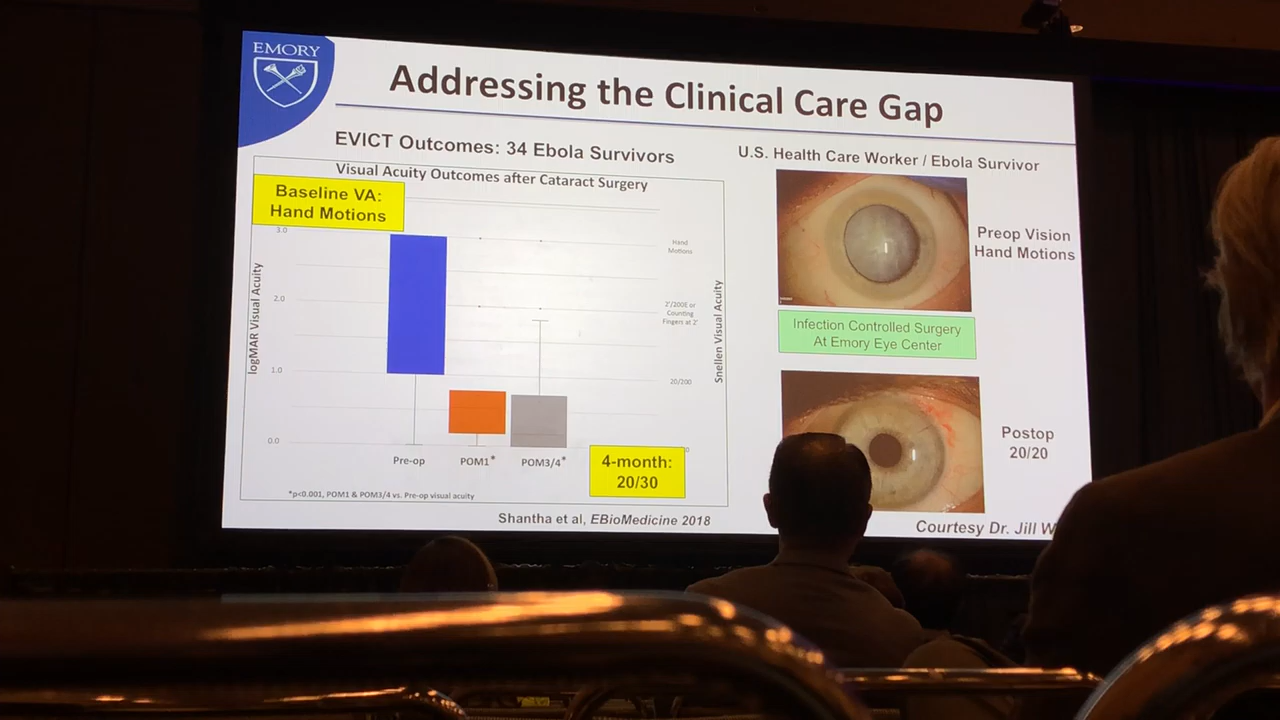 EMORY
Addressing the Clinical Care Gap
EVICT Outcomes: 34 Ebola Survivors
Visual Acuity Outcomes after Cataract Surgery
Baseline VA:
Hand Motions
3.0
2.0
1.0
0.0
logMAR Visual Acuity
Hand
Motions
2'/200E or
Counting
Fingers at 2'
20/200
Snellen Visual Acuity
Pre-op
POM1*
POM3/4*
4-month:
20/30
*p<0.001, POM1 & POM3/4 vs. Pre-op visual acuity
Shantha et al, EBioMedicine 2018
U.S. Health Care Worker / Ebola Survivor
Preop Vision
Hand Motions
Infection Controlled Surgery
At Emory Eye Center
Postop
20/20
Courtesy Dr. Jill W